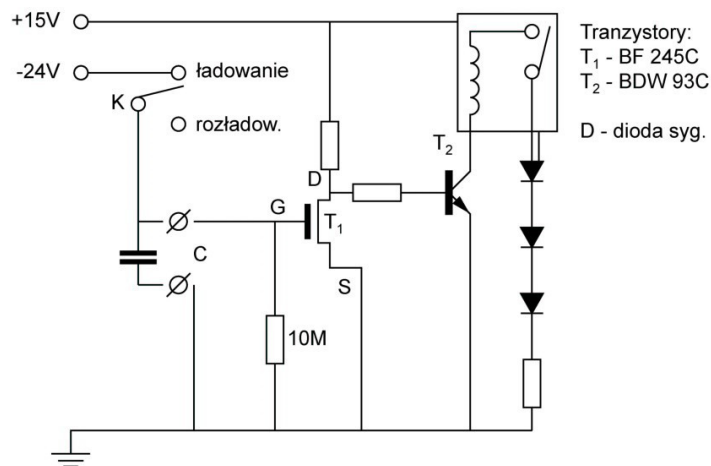 +15V
-24V
ładowanie
K
rozładow.
C
G
D
T1
S
10M
T2
Tranzystory:
T1 - BF 245C
T2 - BDW 93C
D - dioda syg.